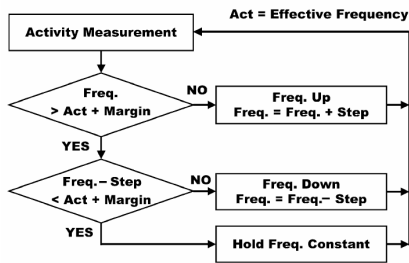 Act = Effective Frequency
Activity Measurement
Freq.
> Act + Margin
NO
Freq. Up
Freq. = Freq. + Step
YES
Freq.– Step
< Act + Margin
NO
Freq. Down
Freq. = Freq.– Step
YES
Hold Freq. Constant